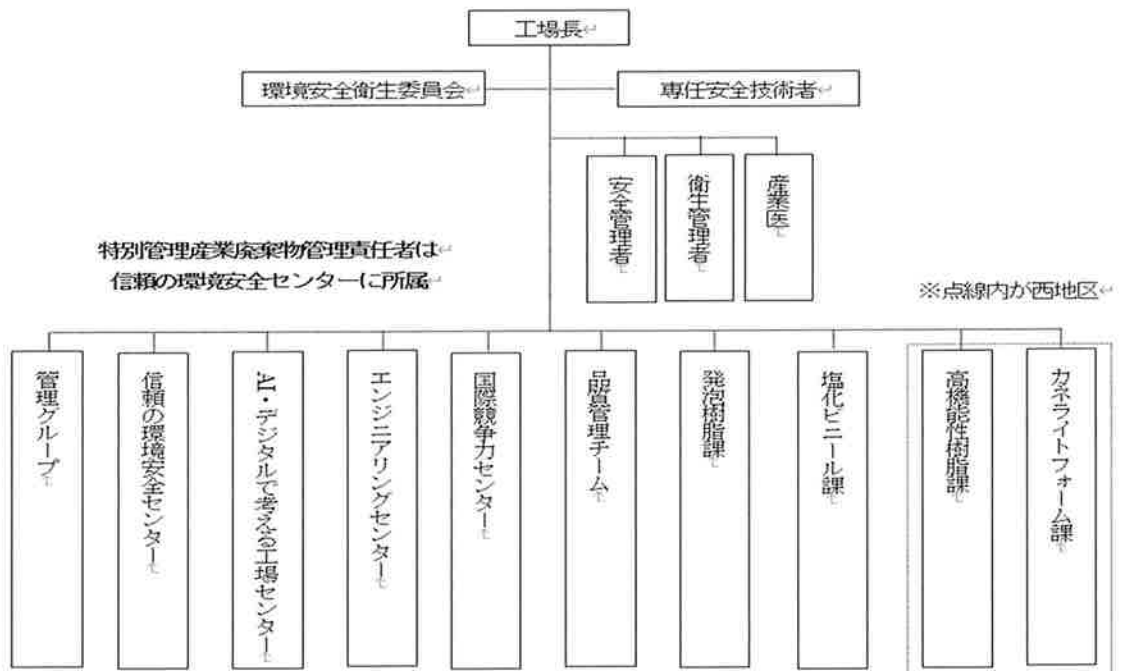 工場長
環境安全衛生委員会
専任安全技術者
安全管理者
衛生管理者
産業医
特別管理産業廃棄物管理責任者は
信頼の環境安全センターに所属
※点線内が西地区
管理グループ
信頼の環境安全センター
AI・デジタルで考える工場センター
エンジニアリングセンター
国際競争力センター
品質管理チーム
発泡樹脂課
塩化ビニール課
高機能性樹脂課
カネライトフォーム課